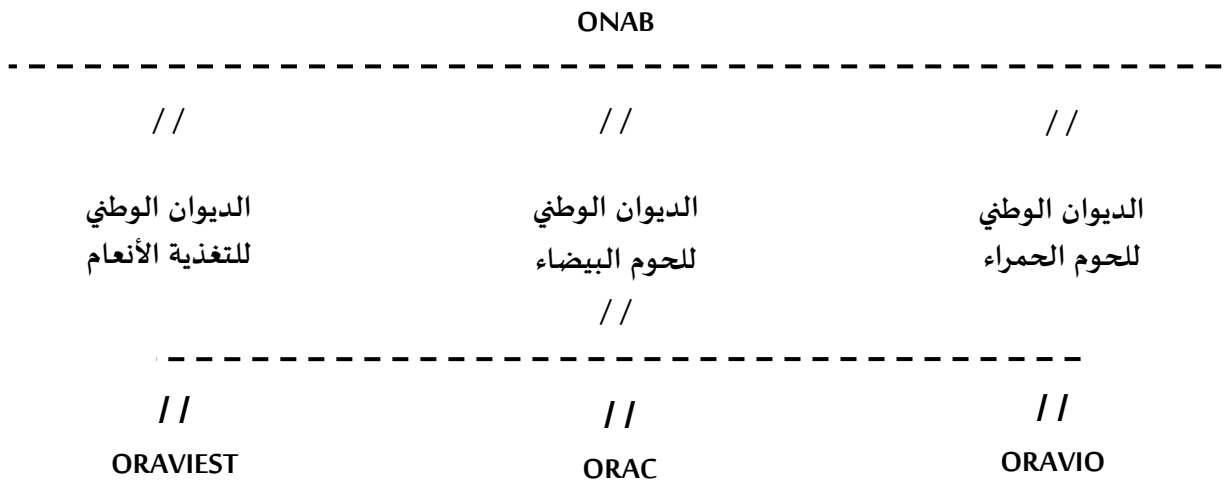 ONAB
// // //
الديوان الوطني
للحوم الحمراء
الديوان الوطني
للحوم البيضاء
الديوان الوطني
للتغذية الأنعام
//
// // //
ORAVIEST ORAC ORAVIO